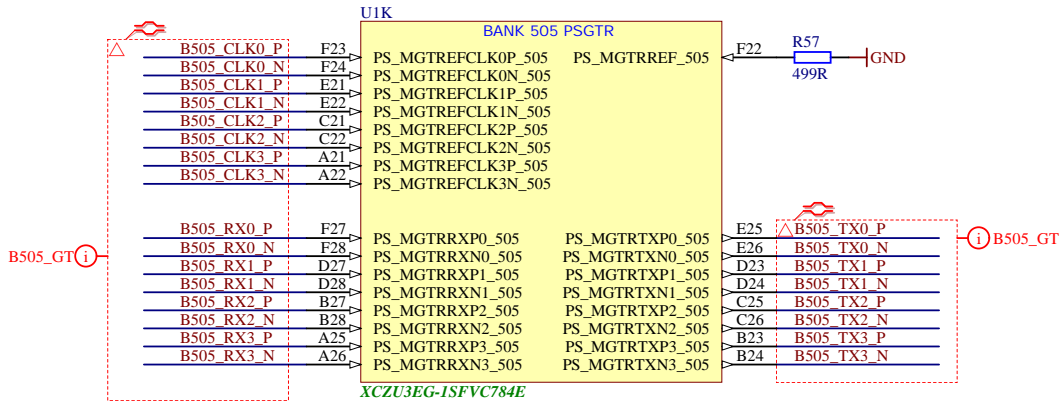 U1K
BANK 505 PSGTR
B505_CLK0_P F23 PS_MGTREFCLK0P_505 PS_MGTRREF_505 F22 R57 499R GND
B505_CLK0_N F24 PS_MGTREFCLK0N_505
B505_CLK1_P E21 PS_MGTREFCLK1P_505
B505_CLK1_N E22 PS_MGTREFCLK1N_505
B505_CLK2_P C21 PS_MGTREFCLK2P_505
B505_CLK2_N C22 PS_MGTREFCLK2N_505
B505_CLK3_P A21 PS_MGTREFCLK3P_505
B505_CLK3_N A22 PS_MGTREFCLK3N_505
B505_RX0_P F27 PS_MGTRRXP0_505 PS_MGTRTXP0_505 E25 B505_TX0_P
B505_GT i B505_RX0_N F28 PS_MGTRRXN0_505 PS_MGTRTXN0_505 E26 B505_TX0_N i B505_GT
B505_RX1_P D27 PS_MGTRRXP1_505 PS_MGTRTXP1_505 D23 B505_TX1_P
B505_RX1_N D28 PS_MGTRRXN1_505 PS_MGTRTXN1_505 D24 B505_TX1_N
B505_RX2_P B27 PS_MGTRRXP2_505 PS_MGTRTXP2_505 C25 B505_TX2_P
B505_RX2_N B28 PS_MGTRRXN2_505 PS_MGTRTXN2_505 C26 B505_TX2_N
B505_RX3_P A25 PS_MGTRRXP3_505 PS_MGTRTXP3_505 B23 B505_TX3_P
B505_RX3_N A26 PS_MGTRRXN3_505 PS_MGTRTXN3_505 B24 B505_TX3_N
XCZU3EG-1SFVC784E